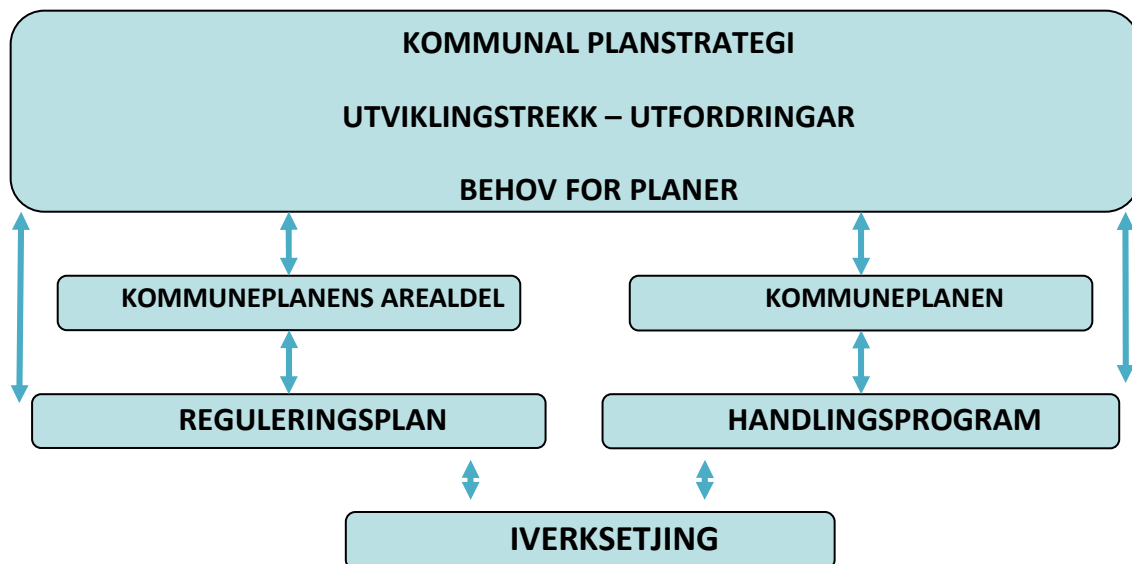 KOMMUNAL PLANSTRATEGI
UTVIKLINGSTREKK – UTFORDRINGAR
BEHOV FOR PLANER
KOMMUNEPLANENS AREALDEL
KOMMUNEPLANEN
REGULERINGSPLAN
HANDLINGSPROGRAM
IVERKSETJING